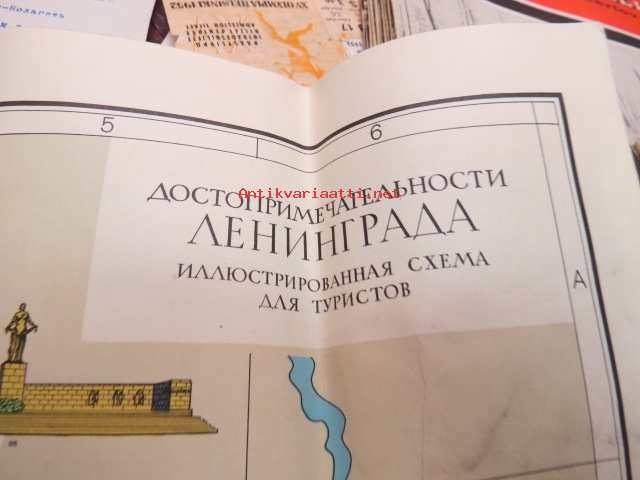 5
6
ДОСТОПРИМЕЧАТЕЛЬНОСТИ
Antikvariaatti.net
ЛЕНИНГРАДА
ИЛЛЮСТРИРОВАННАЯ СХЕМА
ДЛЯ ТУРИСТОВ
А